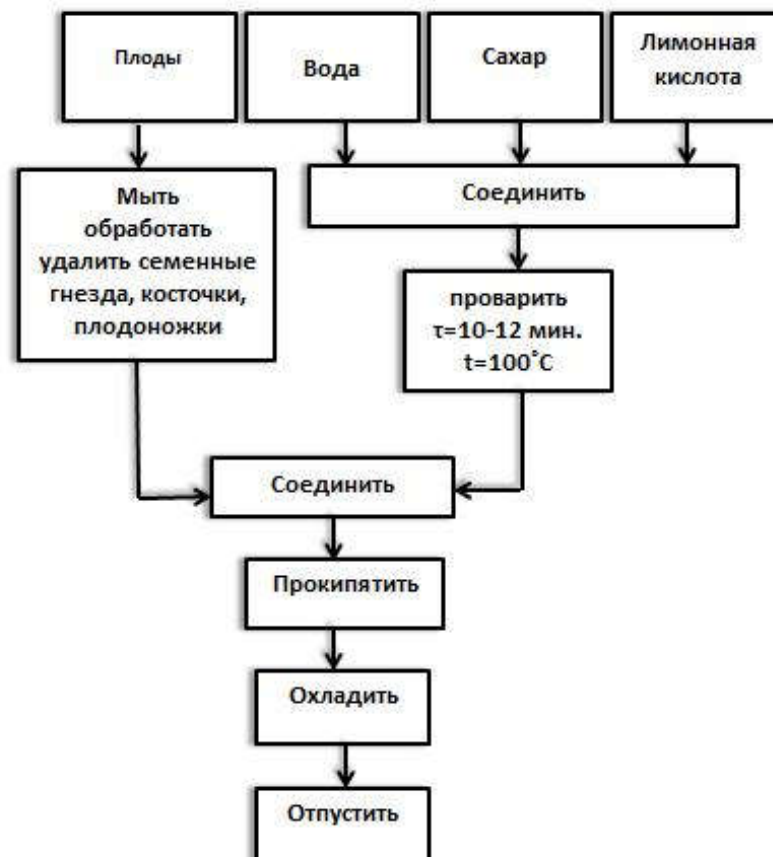 Плоды
Вода
Сахар
Лимонная
кислота
Мыть
обработать
удалить семенные
гнезда, косточки,
плодоножки
Соединить
проварить
τ=10-12 мин.
t=100˚С
Соединить
Прокипятить
Охладить
Отпустить